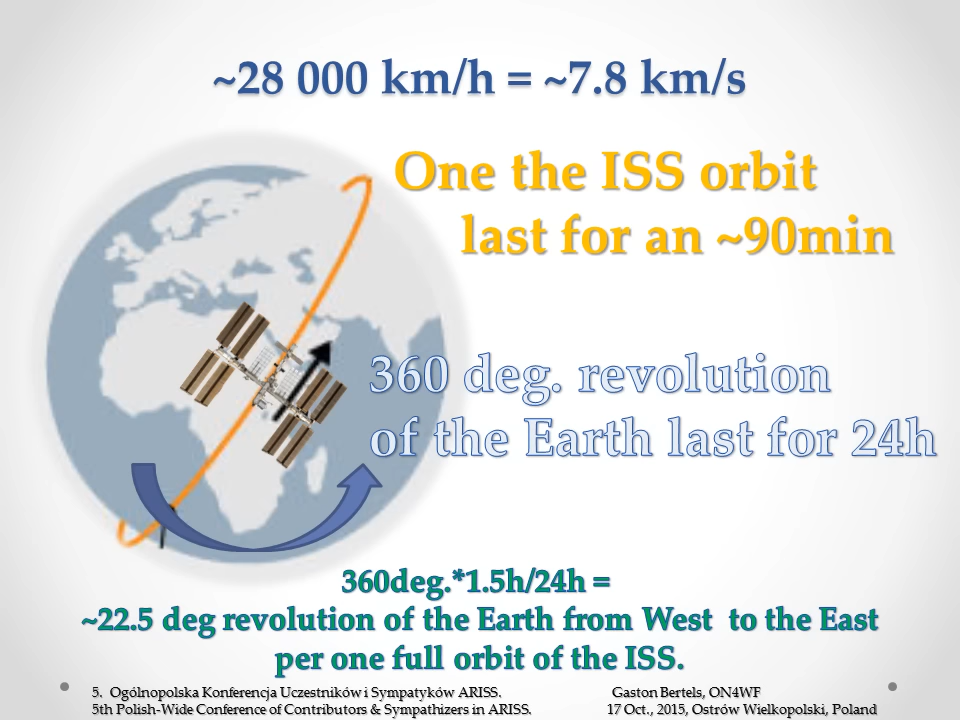 ~28 000 km/h = ~7.8 km/s
One the ISS orbit
last for an ~90min
360 deg. revolution
of the Earth last for 24h
360deg.*1.5h/24h =
~22.5 deg revolution of the Earth from West to the East
per one full orbit of the ISS.
5. Ogólnopolska Konferencja Uczestników i Sympatyków ARISS. Gaston Bertels, ON4WF
5th Polish-Wide Conference of Contributors & Sympathizers in ARISS. 17 Oct., 2015, Ostrów Wielkopolski, Poland